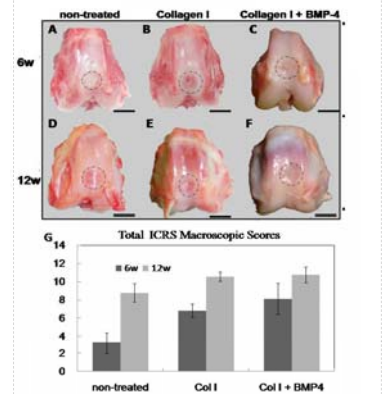 non-treated Collagen I Collagen I + BMP-4
A B C
6w
D E F
12w
G Total ICRS Macroscopic Scores
14
12
10
8
6
4
2
0
6w 12w
non-treated Col I Col I + BMP4